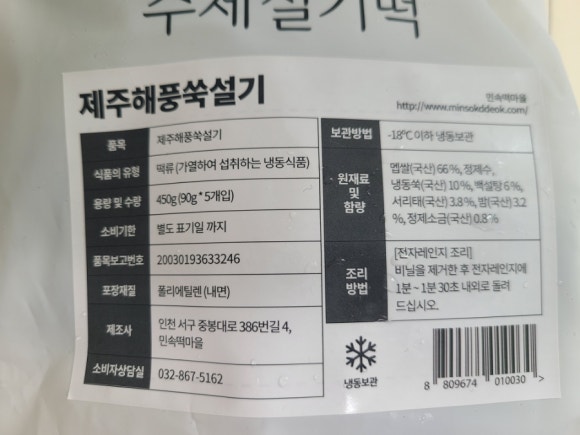 수제설기떡
제주해풍쑥설기
민속떡마을
http://www.minsokddeok.com/
품목 제주해풍쑥설기
식품의 유형 떡류 (가열하여 섭취하는 냉동식품)
용량 및 수량 450g (90g * 5개입)
소비기한 별도 표기일 까지
품목보고번호 20030193633246
포장재질 폴리에틸렌 (내면)
제조사 인천 서구 중봉대로 386번길 4,
민속떡마을
소비자상담실 032-867-5162
보관방법 -18℃ 이하 냉동보관
원재료
및
함량
멥쌀(국산) 66%, 정제수,
냉동쑥(국산) 10%, 백설탕 6%,
서리태(국산) 3.8%, 밤(국산) 3.2
%, 정제소금(국산) 0.8%
조리
방법
[전자레인지 조리]
비닐을 제거한 후 전자레인지에
1분~1분 30초 내외로 돌려
드십시오.
냉동보관
8 809674 010030 >